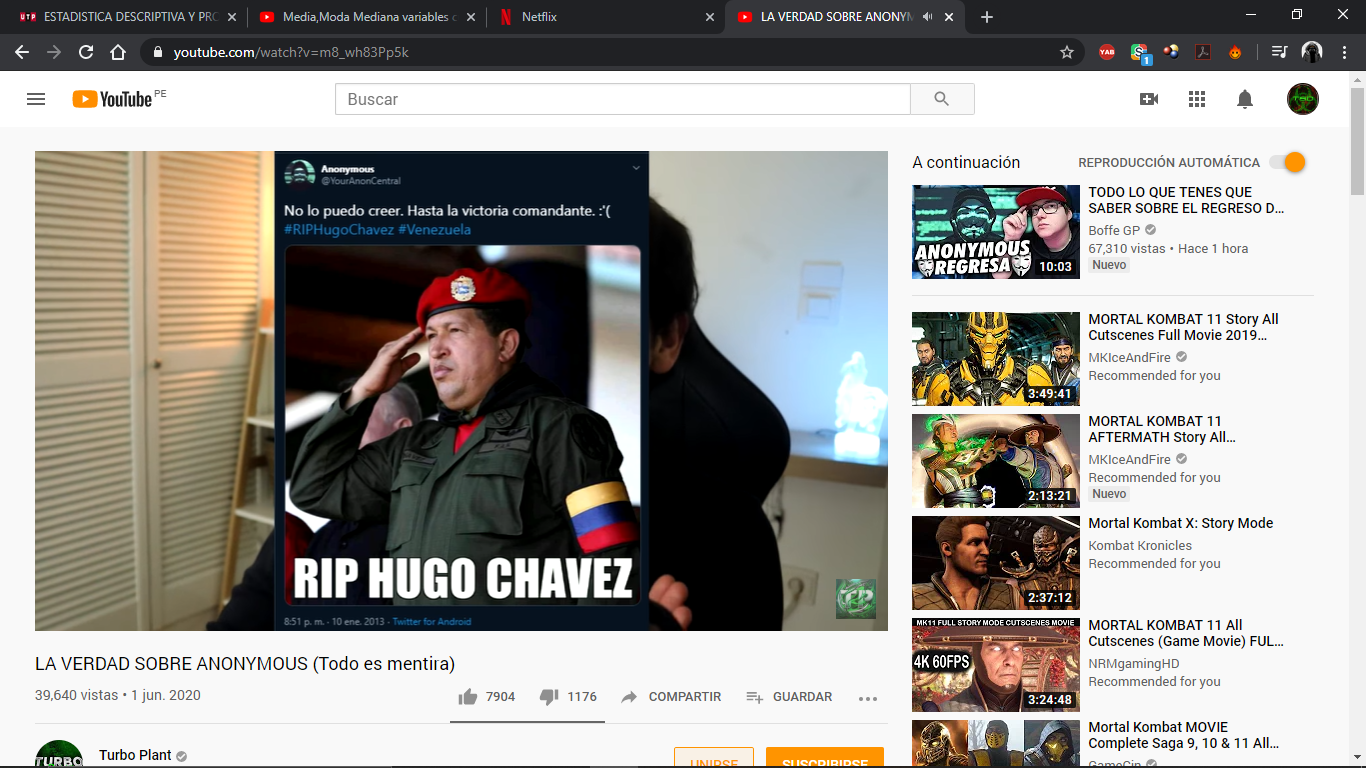 ESTADISTICA DESCRIPTIVA Y PRO
Media,Moda Mediana variables c
Netflix
LA VERDAD SOBRE ANONYM
youtube.com/watch?v=m8_wh83Pp5k
YAB
1
YouTube PE
Buscar
Anonymous
@YourAnonCentral
No lo puedo creer. Hasta la victoria comandante. :'(
#RIPHugoChavez #Venezuela
RIP HUGO CHAVEZ
8:51 p. m. · 10 ene. 2013 · Twitter for Android
TP
LA VERDAD SOBRE ANONYMOUS (Todo es mentira)
39,640 vistas • 1 jun. 2020
7904
1176
COMPARTIR
GUARDAR
TURBO
Turbo Plant
UNIRSE
SUSCRIBIRSE
A continuación
REPRODUCCIÓN AUTOMÁTICA
ANONYMOUS
REGRESA
10:03
TODO LO QUE TENES QUE
SABER SOBRE EL REGRESO D...
Boffe GP
67,310 vistas • Hace 1 hora
Nuevo
3:49:41
MORTAL KOMBAT 11 Story All
Cutscenes Full Movie 2019...
MKIceAndFire
Recommended for you
2:13:21
MORTAL KOMBAT 11
AFTERMATH Story All...
MKIceAndFire
Recommended for you
Nuevo
2:37:12
Mortal Kombat X: Story Mode
Kombat Kronicles
Recommended for you
MK11 FULL STORY MODE CUTSCENES MOVIE
4K 60FPS
3:24:48
MORTAL KOMBAT 11 All
Cutscenes (Game Movie) FUL...
NRMgamingHD
Recommended for you
Mortal Kombat MOVIE
Complete Saga 9, 10 & 11 All...
GameCin